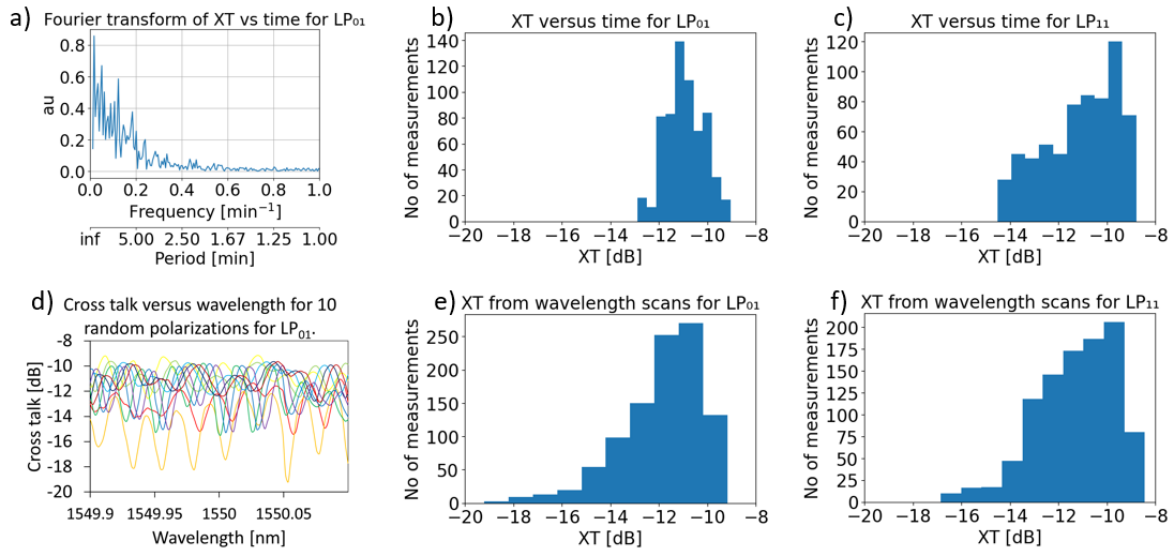 a) Fourier transform of XT vs time for LP₀₁
0.8
0.6
0.4
0.2
0.0
au
0.0 0.2 0.4 0.6 0.8 1.0
Frequency [min⁻¹]
inf 5.00 2.50 1.67 1.25 1.00
Period [min]
b) XT versus time for LP₀₁
140
120
100
80
60
40
20
0
No of measurements
−20 −18 −16 −14 −12 −10 −8
XT [dB]
c) XT versus time for LP₁₁
120
100
80
60
40
20
0
No of measurements
−20 −18 −16 −14 −12 −10 −8
XT [dB]
d) Cross talk versus wavelength for 10
random polarizations for LP₀₁.
-8
-10
-12
-14
-16
-18
-20
Cross talk [dB]
1549.9 1549.95 1550 1550.05
Wavelength [nm]
e) XT from wavelength scans for LP₀₁
250
200
150
100
50
0
No of measurements
−20 −18 −16 −14 −12 −10 −8
XT [dB]
f) XT from wavelength scans for LP₁₁
200
175
150
125
100
75
50
25
0
No of measurements
−20 −18 −16 −14 −12 −10 −8
XT [dB]